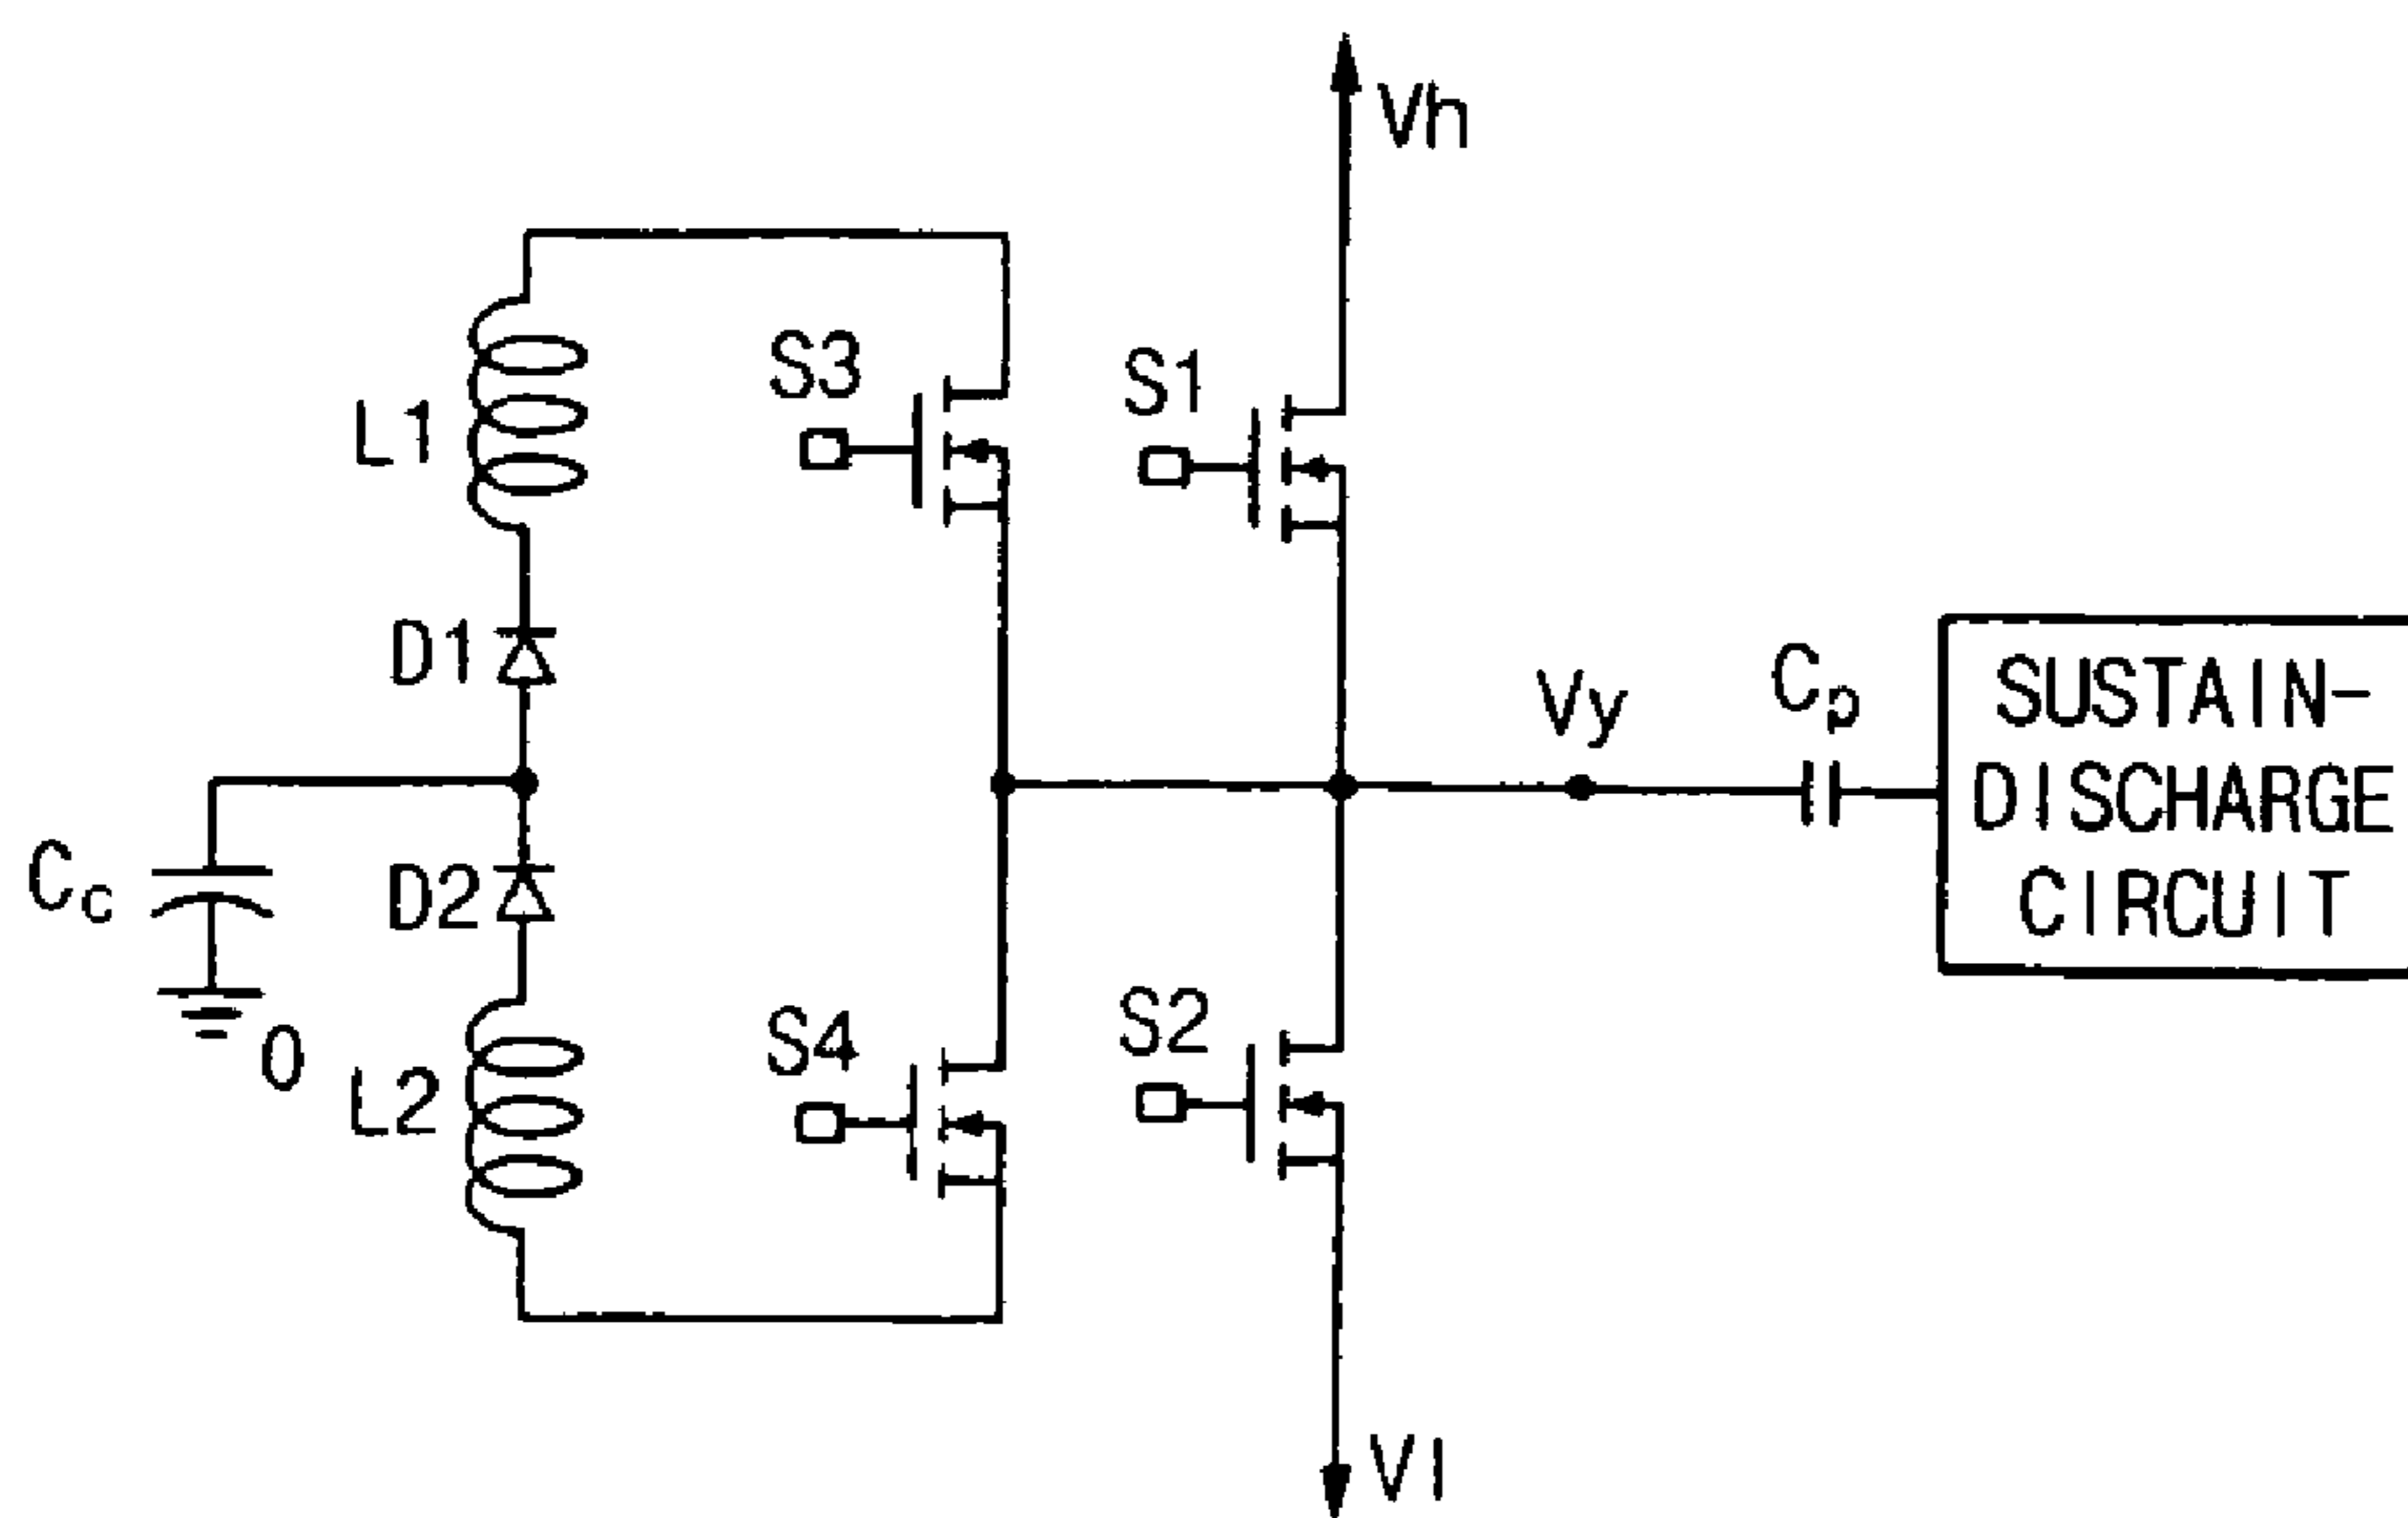 Vh
S3
S1
L1
D1
Vy
Cp
SUSTAIN-
DISCHARGE
CIRCUIT
Cc
D2
0
L2
S4
S2
Vl